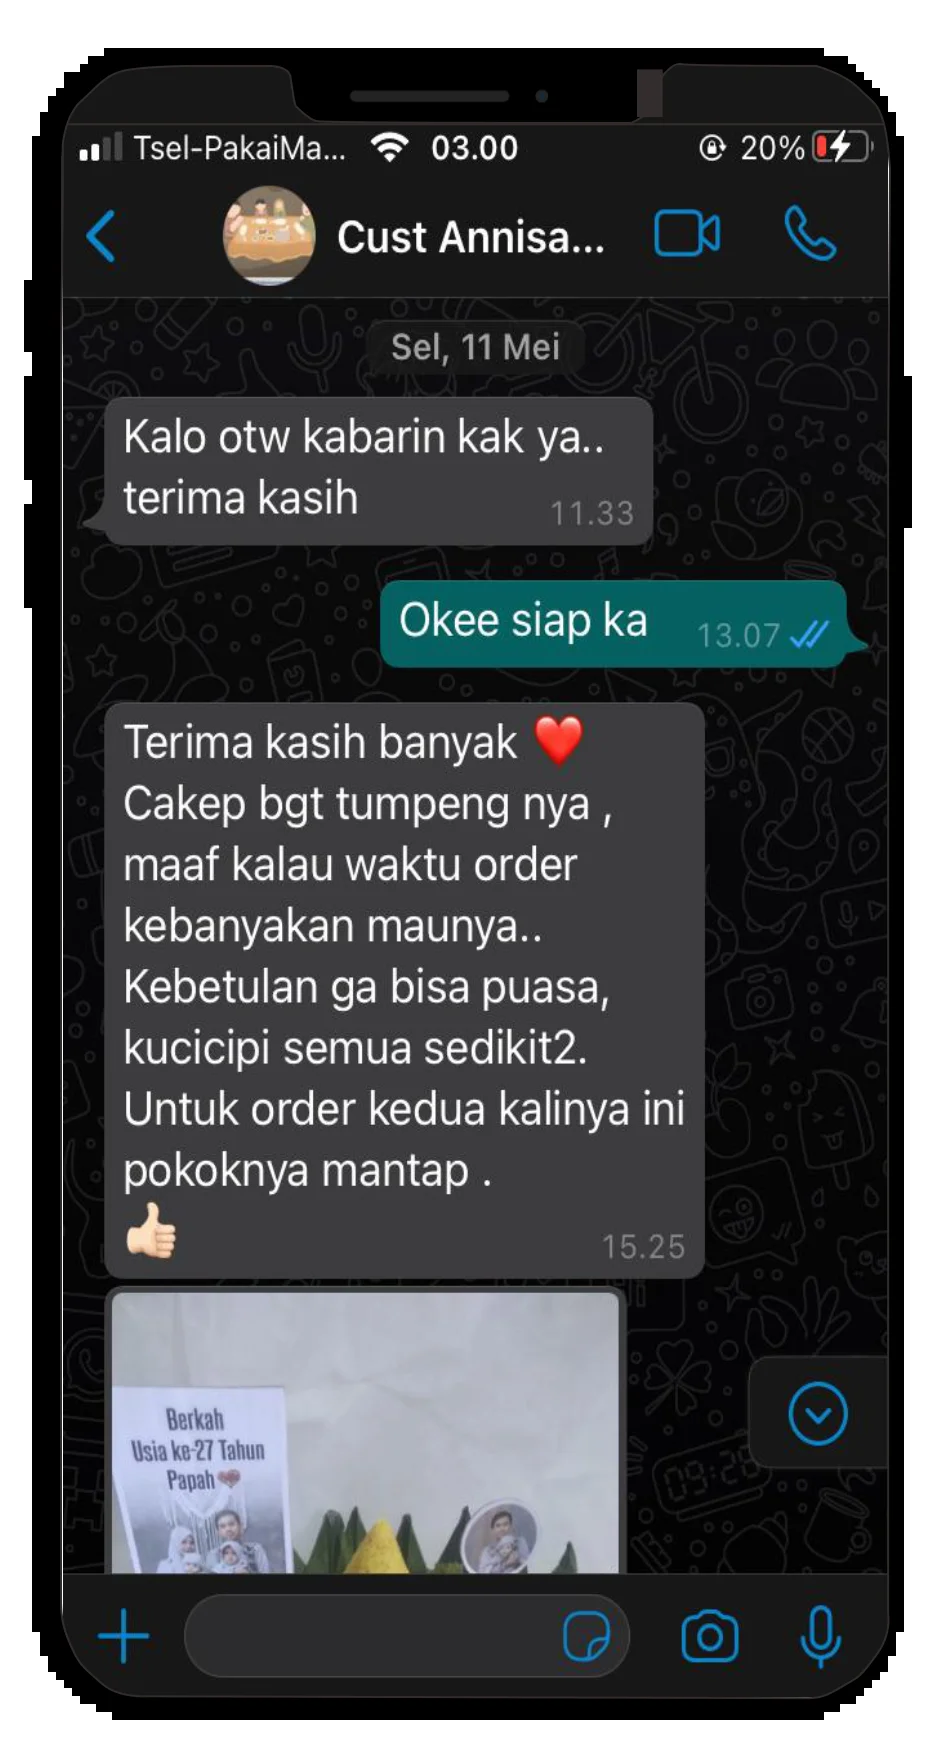 Tsel-PakaiMa... 03.00 20%
Cust Annisa...
Sel, 11 Mei
Kalo otw kabarin kak ya..
terima kasih
11.33
Okee siap ka 13.07
Terima kasih banyak ❤️
Cakep bgt tumpeng nya ,
maaf kalau waktu order
kebanyakan maunya..
Kebetulan ga bisa puasa,
kucicipi semua sedikit2.
Untuk order kedua kalinya ini
pokoknya mantap .
👍🏻 15.25
Berkah
Usia ke-27 Tahun
Papah
09:28